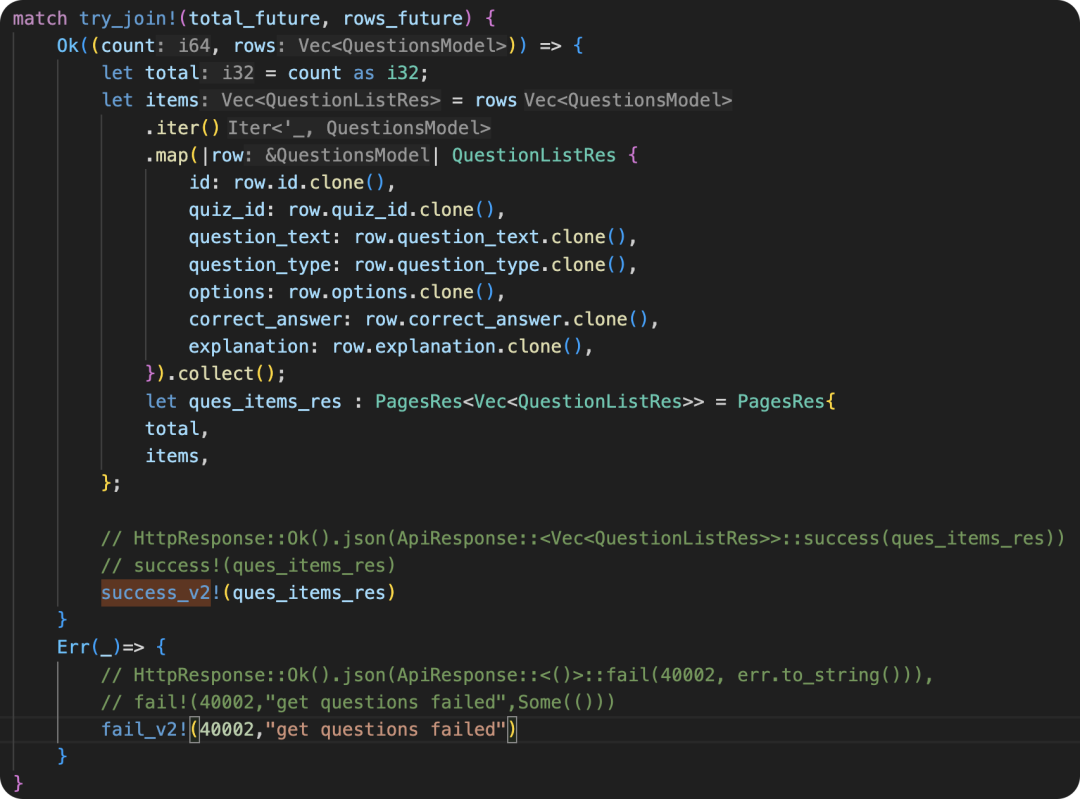 match try_join!(total_future, rows_future) {
    Ok((count: i64, rows: Vec<QuestionsModel>)) => {
        let total: i32 = count as i32;
        let items: Vec<QuestionListRes> = rows Vec<QuestionsModel>
            .iter() Iter<'_, QuestionsModel>
            .map(|row: &QuestionsModel| QuestionListRes {
                id: row.id.clone(),
                quiz_id: row.quiz_id.clone(),
                question_text: row.question_text.clone(),
                question_type: row.question_type.clone(),
                options: row.options.clone(),
                correct_answer: row.correct_answer.clone(),
                explanation: row.explanation.clone(),
            }).collect();
            let ques_items_res : PagesRes<Vec<QuestionListRes>> = PagesRes{
            total,
            items,
        };

        // HttpResponse::Ok().json(ApiResponse::<Vec<QuestionListRes>>::success(ques_items_res))
        // success!(ques_items_res)
        success_v2!(ques_items_res)
    }
    Err(_)=> {
        // HttpResponse::Ok().json(ApiResponse::<()>::fail(40002, err.to_string())),
        // fail!(40002,"get questions failed",Some(()))
        fail_v2!(40002,"get questions failed")
    }
}